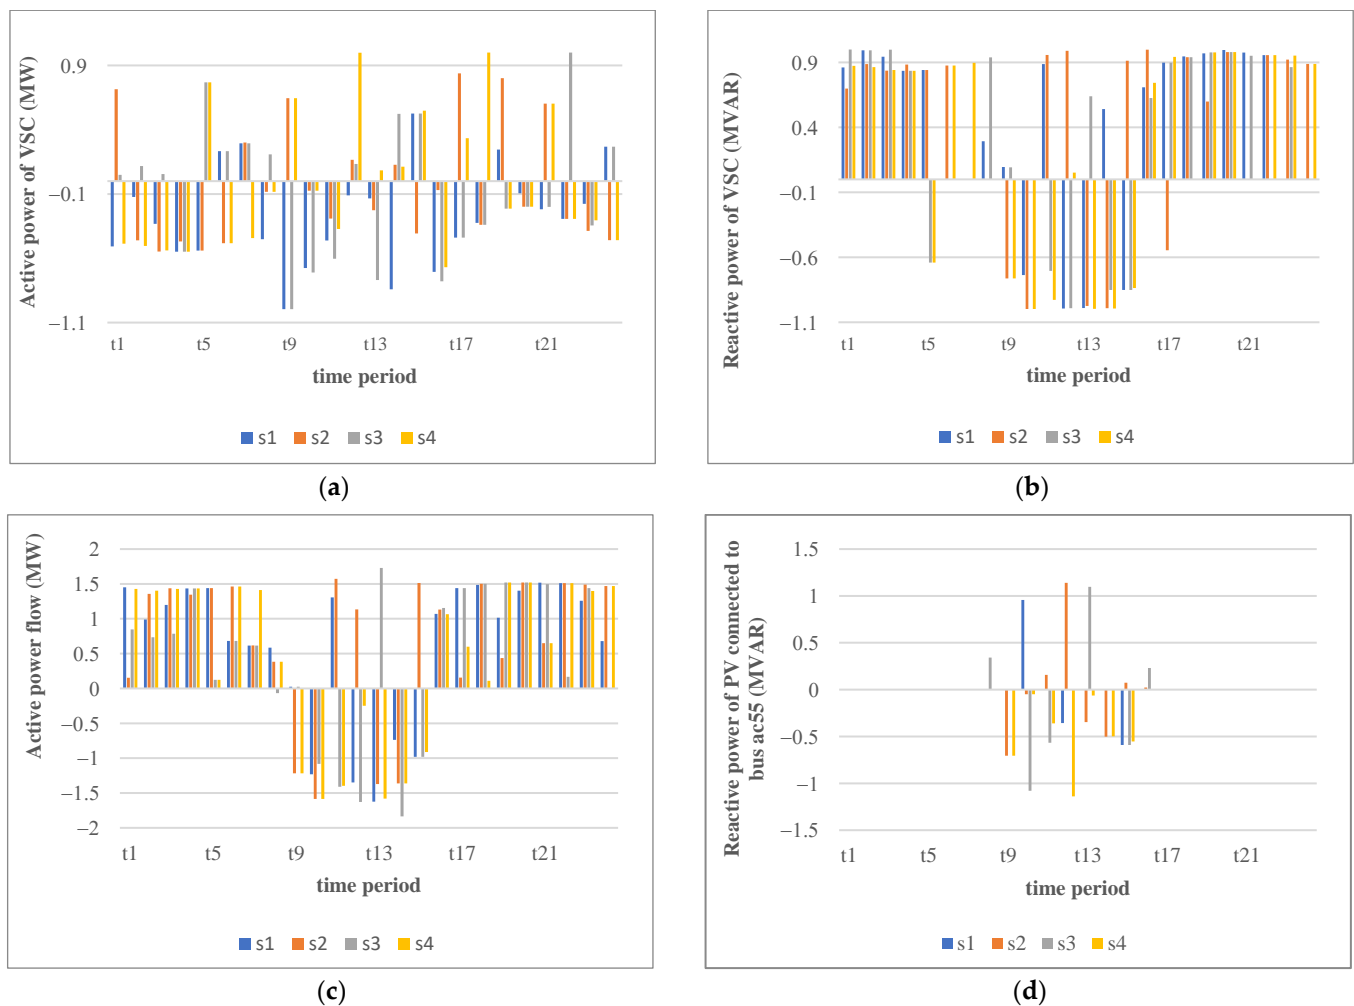 Active power of VSC (MW)
0.9
−0.1
−1.1
t1 t5 t9 t13 t17 t21
time period
s1 s2 s3 s4
(a)
Reactive power of VSC (MVAR)
0.9
0.4
−0.1
−0.6
−1.1
t1 t5 t9 t13 t17 t21
time period
s1 s2 s3 s4
(b)
Active power flow (MW)
2
1.5
1
0.5
0
−0.5
−1
−1.5
−2
t1 t5 t9 t13 t17 t21
time period
s1 s2 s3 s4
(c)
Reactive power of PV connected to
bus ac55 (MVAR)
1.5
1
0.5
0
−0.5
−1
−1.5
t1 t5 t9 t13 t17 t21
time period
s1 s2 s3 s4
(d)